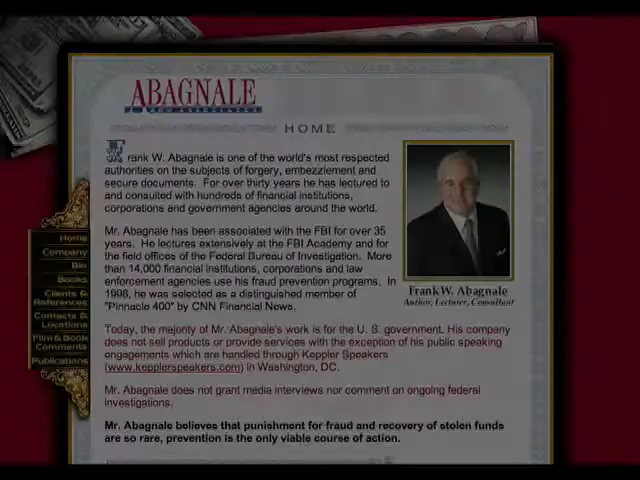 ABAGNALE
& ASSOCIATES
HOME
Frank W. Abagnale is one of the world's most respected
authorities on the subjects of forgery, embezzlement and
secure documents. For over thirty years he has lectured to
and consulted with hundreds of financial institutions,
corporations and government agencies around the world.
Mr. Abagnale has been associated with the FBI for over 35
years. He lectures extensively at the FBI Academy and for
the field offices of the Federal Bureau of Investigation. More
than 14,000 financial institutions, corporations and law
enforcement agencies use his fraud prevention programs. In
1998, he was selected as a distinguished member of
"Pinnacle 400" by CNN Financial News.
Frank W. Abagnale
Author, Lecturer, Consultant
Home
Company
Bio
Books
Clients &
References
Contacts &
Locations
Film & Book
Comments
Publications
Today, the majority of Mr. Abagnale's work is for the U. S. government. His company
does not sell products or provide services with the exception of his public speaking
engagements which are handled through Keppler Speakers
(www.kepplerspeakers.com) in Washington, DC.
Mr. Abagnale does not grant media interviews nor comment on ongoing federal
investigations.
Mr. Abagnale believes that punishment for fraud and recovery of stolen funds
are so rare, prevention is the only viable course of action.